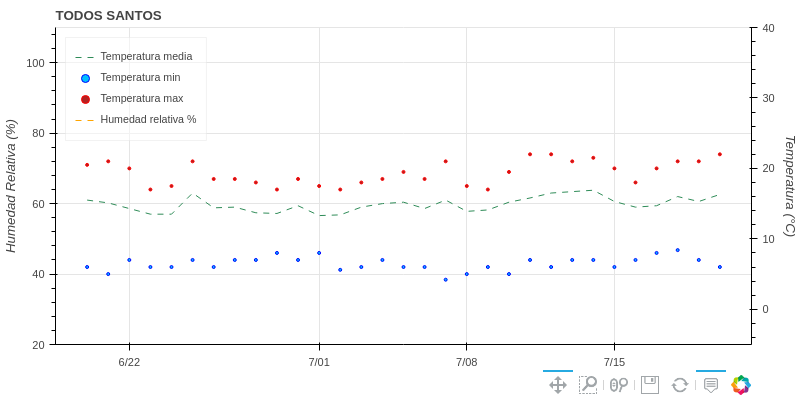 TODOS SANTOS
Temperatura media
Temperatura min
Temperatura max
Humedad relativa %
Humedad Relativa (%)
100
80
60
40
20
Temperatura (°C)
40
30
20
10
0
6/22
7/01
7/08
7/15